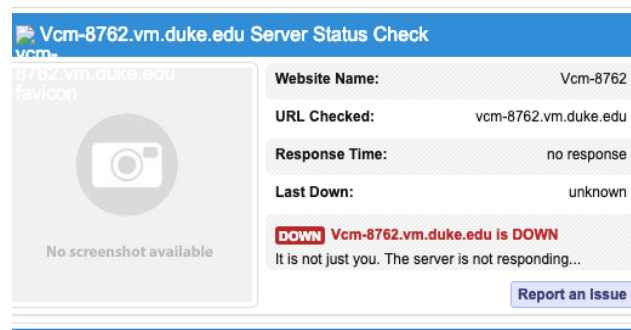 Vcm-8762.vm.duke.edu Server Status Check
vcm-
8762.vm.duke.edu
favicon
No screenshot available
Website Name: Vcm-8762
URL Checked: vcm-8762.vm.duke.edu
Response Time: no response
Last Down: unknown
DOWN Vcm-8762.vm.duke.edu is DOWN
It is not just you. The server is not responding...
Report an Issue